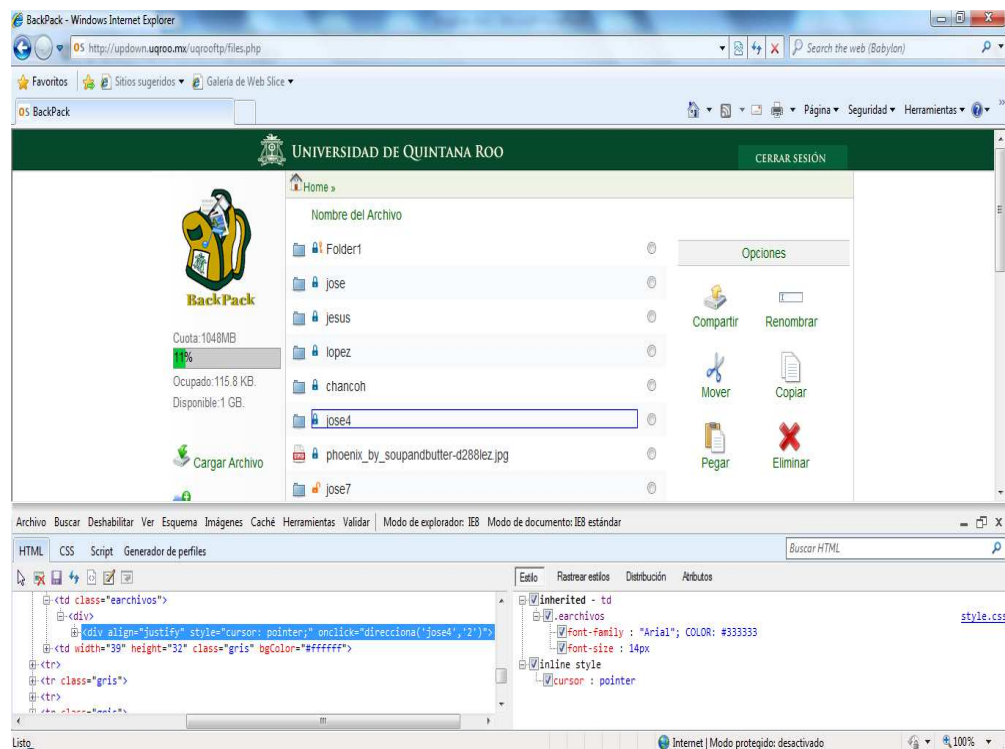 BackPack - Windows Internet Explorer
OS http://updown.uqroo.mx/uqrooftp/files.php
Search the web (Babylon)
Favoritos Sitios sugeridos Galería de Web Slice
OS BackPack
Página Seguridad Herramientas
UNIVERSIDAD DE QUINTANA ROO
CERRAR SESIÓN
Home »
Nombre del Archivo
Folder1
jose
jesus
lopez
chancoh
jose4
phoenix_by_soupandbutter-d288lez.jpg
jose7
BackPack
Cuota:1048MB
11%
Ocupado:115.8 KB.
Disponible:1 GB.
Cargar Archivo
Opciones
Compartir Renombrar
Mover Copiar
Pegar Eliminar
Archivo Buscar Deshabilitar Ver Esquema Imágenes Caché Herramientas Validar Modo de explorador: IE8 Modo de documento: IE8 estándar
HTML CSS Script Generador de perfiles
Buscar HTML
Estilo Rastrear estilos Distribución Atributos
<td class="earchivos">
<div>
<div align="justify" style="cursor: pointer;" onclick="direcciona('jose4','2')">
<td width="39" height="32" class="gris" bgColor="#ffffff">
<tr>
<tr class="gris">
<tr>
<tr class="gris">
inherited - td
.earchivos
style.css
font-family : "Arial"; COLOR: #333333
font-size : 14px
inline style
cursor : pointer
Listo
Internet | Modo protegido: desactivado
100%